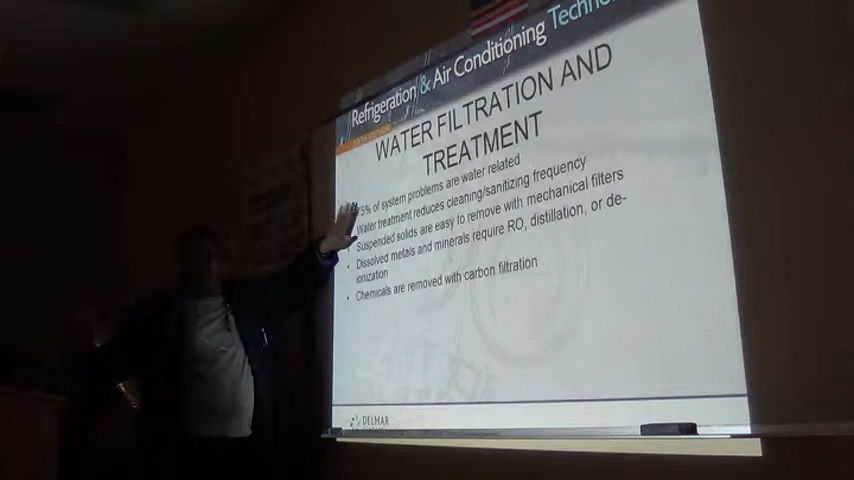 Refrigeration & Air Conditioning
WATER FILTRATION AND
TREATMENT
5% of system problems are water related
Water treatment reduces cleaning/sanitizing frequency
Suspended solids are easy to remove with mechanical filters
• Dissolved metals and minerals require RO, distillation, or de-
ionization
• Chemicals are removed with carbon filtration
DELMAR